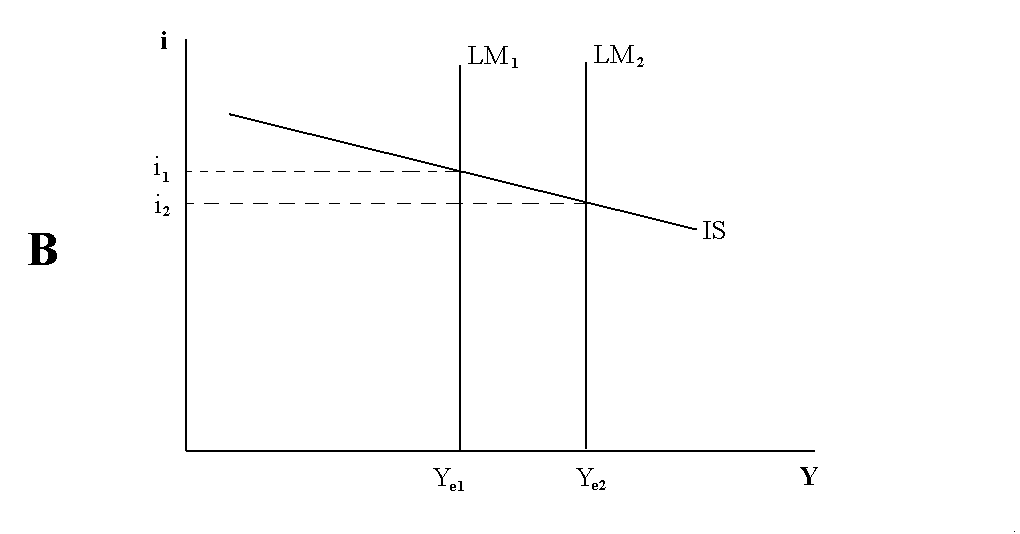 i
LM₁
LM₂
i₁
i₂
IS
B
Yₑ₁
Yₑ₂
Y